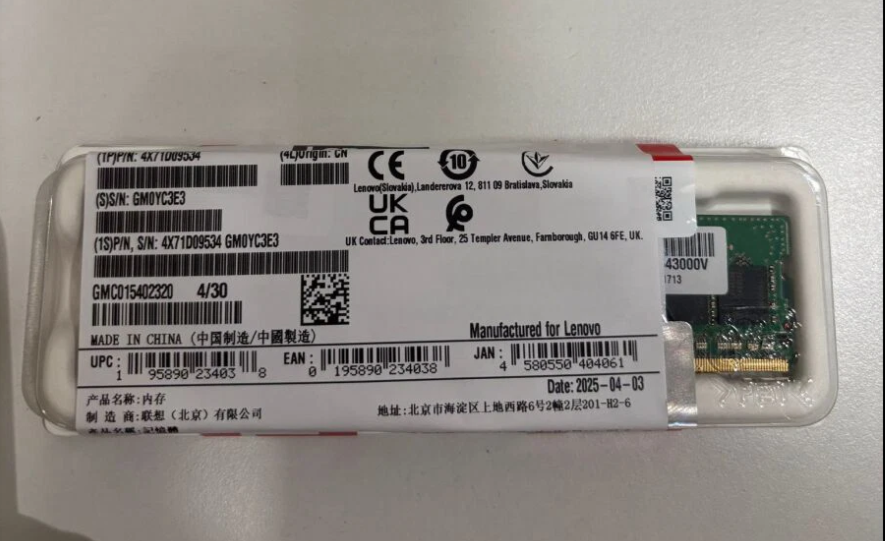 (1P)P/N: 4X71D09534 (4L)Origin: CN
(S)S/N: GM0YC3E3
(1S)P/N, S/N: 4X71D09534 GM0YC3E3
GMC015402320 4/30
MADE IN CHINA (中国制造/中國製造)
10
Lenovo(Slovakia),Landererova 12, 811 09 Bratislava,Slovakia
UK
CA
UK Contact:Lenovo, 3rd Floor, 25 Templer Avenue, Farnborough, GU14 6FE, UK.
Manufactured for Lenovo
UPC: 1 95890 23403 8 EAN: 0 195890 234038 JAN: 4 580550 404061
Date: 2025-04-03
产品名称:内存
制 造 商:联想（北京）有限公司 地址:北京市海淀区上地西路6号2幢2层201-H2-6
43000V
1713